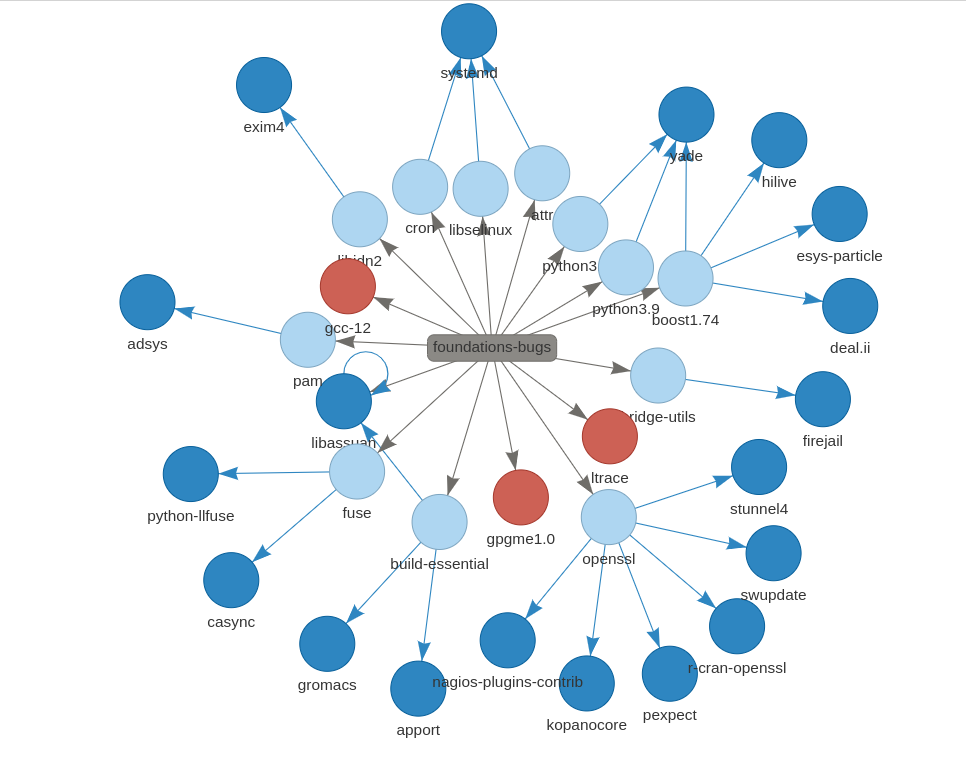 systemd
exim4
yade
hilive
cron
libselinux
attr
esys-particle
libidn2
python3
python3.9
boost1.74
gcc-12
adsys
foundations-bugs
deal.ii
pam
libassuan
ridge-utils
firejail
ltrace
python-llfuse
fuse
gpgme1.0
stunnel4
build-essential
openssl
casync
swupdate
gromacs
nagios-plugins-contrib
r-cran-openssl
apport
kopanocore
pexpect